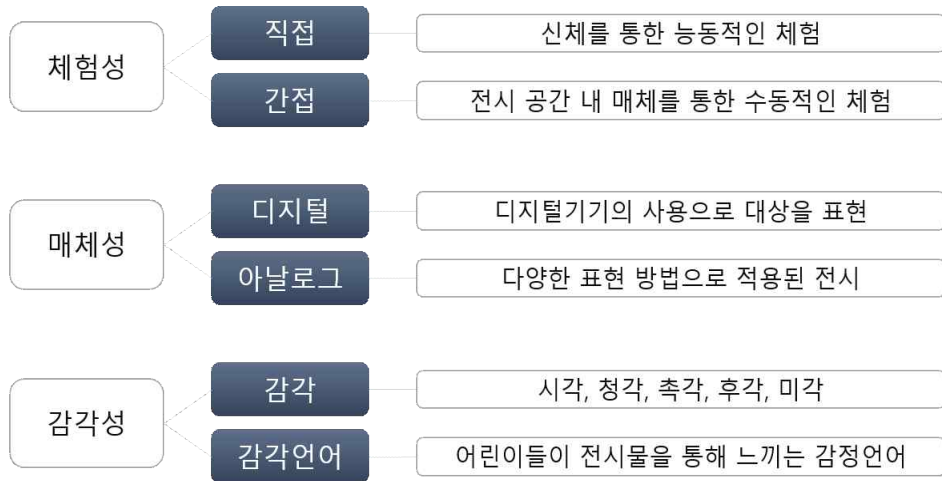 체험성
직접
신체를 통한 능동적인 체험
간접
전시 공간 내 매체를 통한 수동적인 체험
매체성
디지털
디지털기기의 사용으로 대상을 표현
아날로그
다양한 표현 방법으로 적용된 전시
감각성
감각
시각, 청각, 촉각, 후각, 미각
감각언어
어린이들이 전시물을 통해 느끼는 감정언어